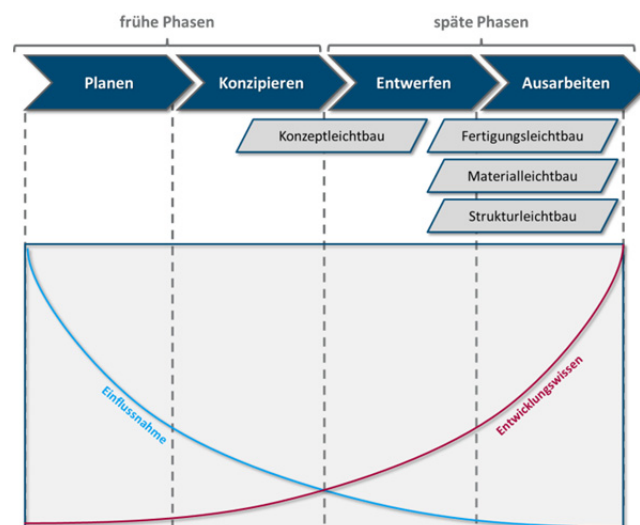 frühe Phasen
späte Phasen
Planen
Konzipieren
Entwerfen
Ausarbeiten
Konzeptleichtbau
Fertigungsleichtbau
Materialleichtbau
Strukturleichtbau
Einflussnahme
Entwicklungswissen